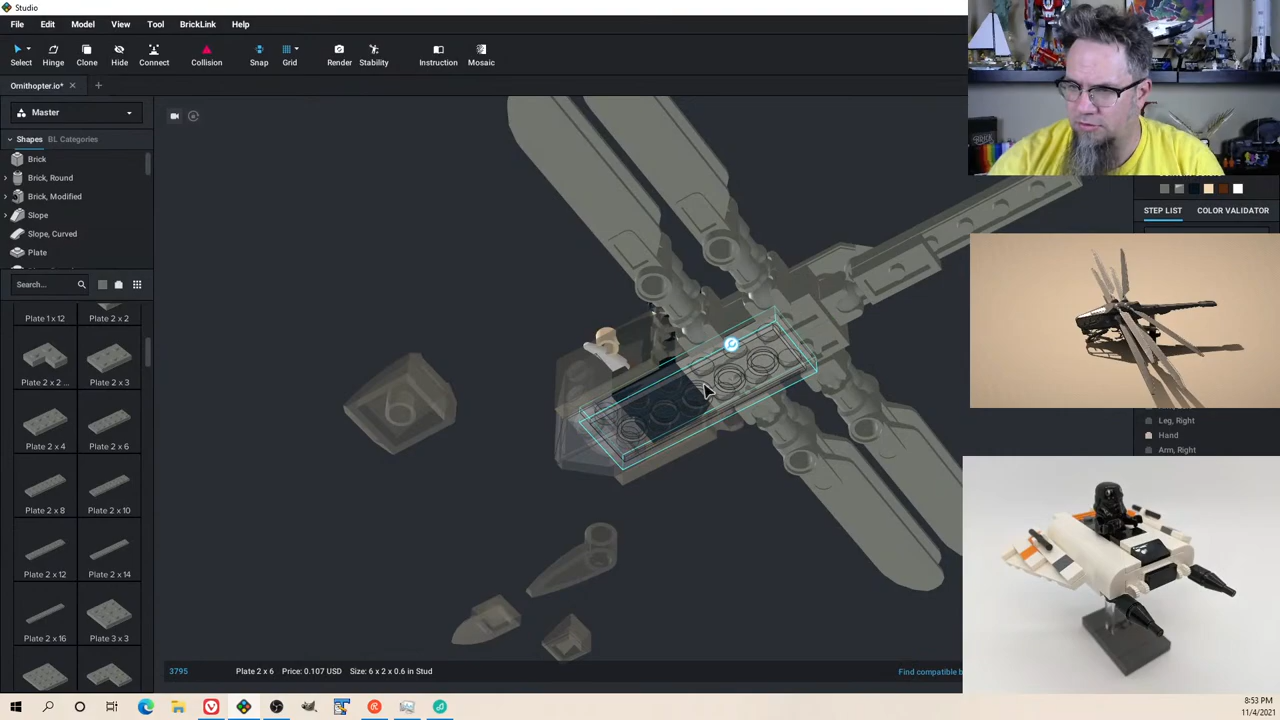 Studio
File Edit Model View Tool BrickLink Help
Select Hinge Clone Hide Connect Collision Snap Grid Render Stability Instruction Mosaic
Ornithopter.io*
Master
Shapes BL Categories
Brick
Brick, Round
Brick, Modified
Slope
Slope, Curved
Plate
Search...
Plate 1 x 12 Plate 2 x 2
Plate 2 x 2 ... Plate 2 x 3
Plate 2 x 4 Plate 2 x 6
Plate 2 x 8 Plate 2 x 10
Plate 2 x 12 Plate 2 x 14
Plate 2 x 16 Plate 3 x 3
STEP LIST COLOR VALIDATOR
Leg, Right
Hand
Arm, Right
3795 Plate 2 x 6 Price: 0.107 USD Size: 6 x 2 x 0.6 in Stud
Find compatible b
8:53 PM
11/4/2021